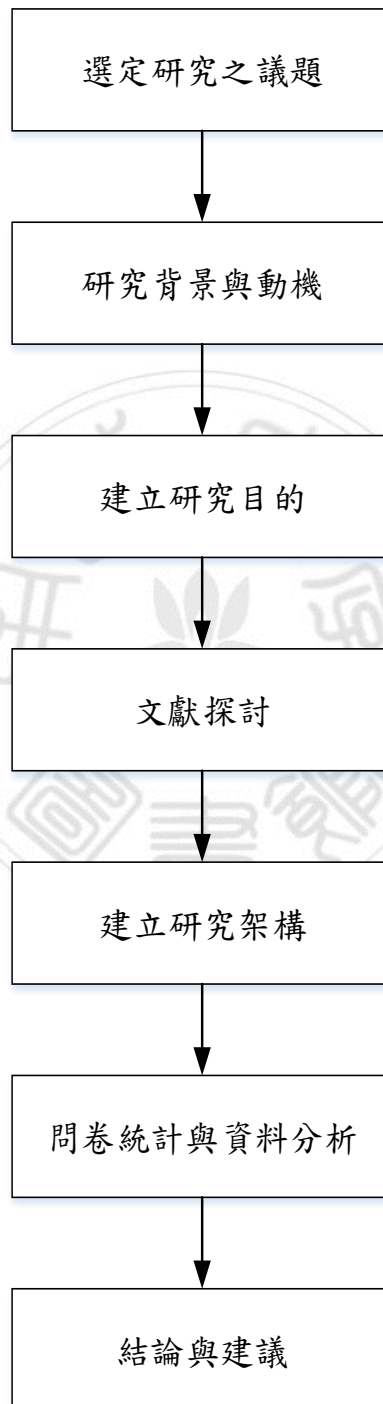 選定研究之議題
研究背景與動機
建立研究目的
文獻探討
建立研究架構
問卷統計與資料分析
結論與建議